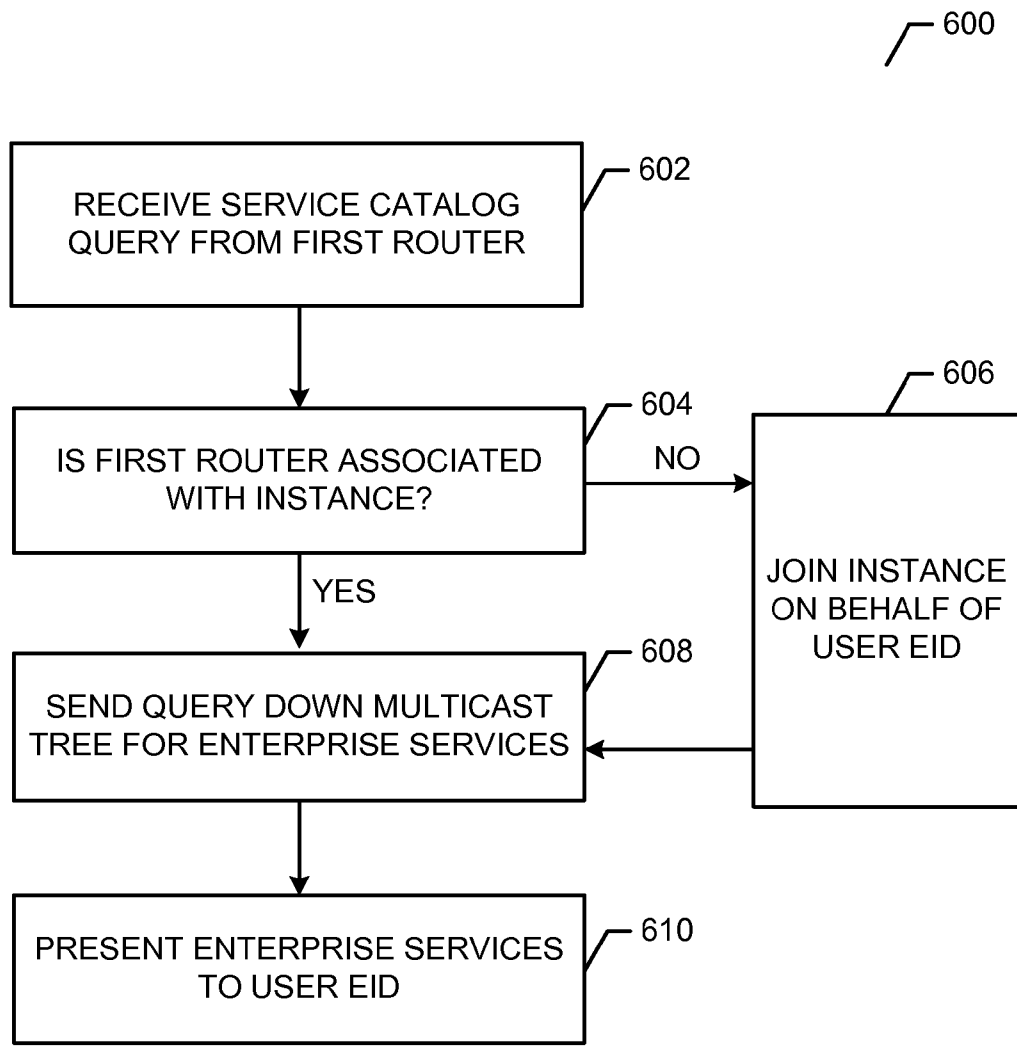 600
602
RECEIVE SERVICE CATALOG
QUERY FROM FIRST ROUTER
604
IS FIRST ROUTER ASSOCIATED
WITH INSTANCE?
NO
606
JOIN INSTANCE
ON BEHALF OF
USER EID
YES
608
SEND QUERY DOWN MULTICAST
TREE FOR ENTERPRISE SERVICES
610
PRESENT ENTERPRISE SERVICES
TO USER EID